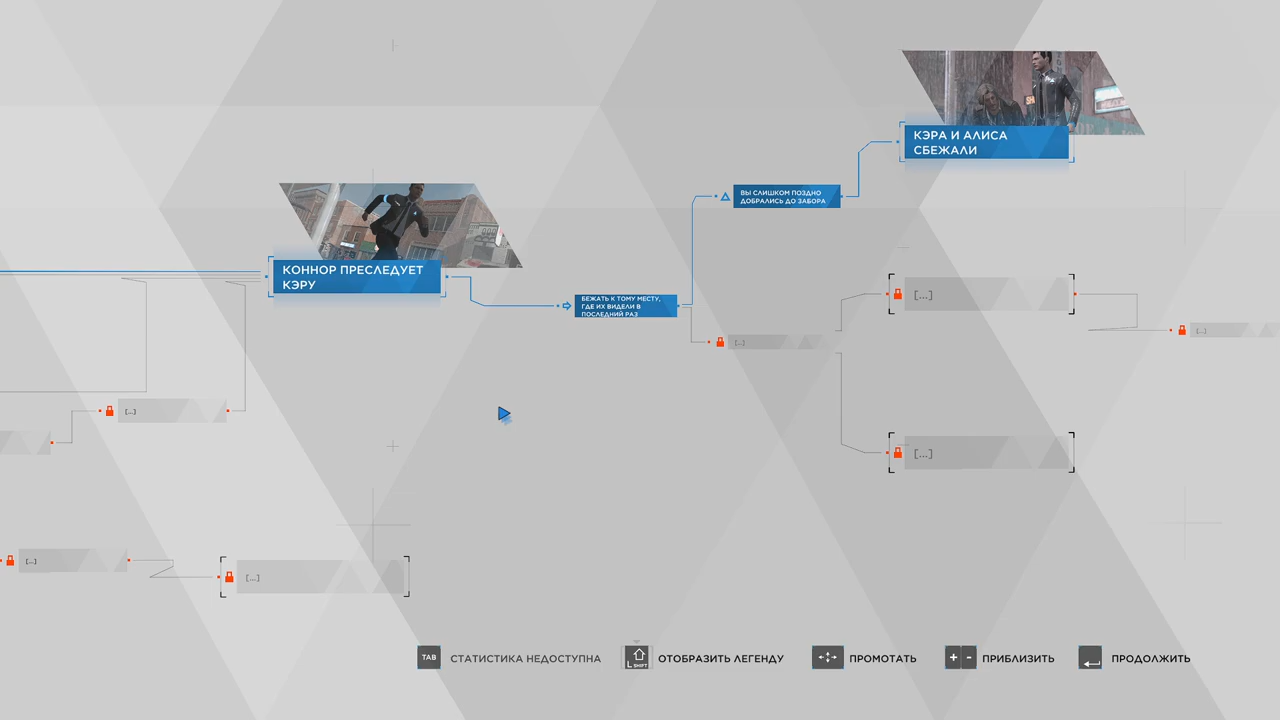 КЭРА И АЛИСА
СБЕЖАЛИ
ВЫ СЛИШКОМ ПОЗДНО
ДОБРАЛИСЬ ДО ЗАБОРА
КОННОР ПРЕСЛЕДУЕТ
КЭРУ
БЕЖАТЬ К ТОМУ МЕСТУ,
ГДЕ ИХ ВИДЕЛИ В
ПОСЛЕДНИЙ РАЗ
[...]
[...]
[...]
[...]
[...]
[...]
[...]
TAB СТАТИСТИКА НЕДОСТУПНА
L SHIFT ОТОБРАЗИТЬ ЛЕГЕНДУ
ПРОМОТАТЬ
+ - ПРИБЛИЗИТЬ
ПРОДОЛЖИТЬ